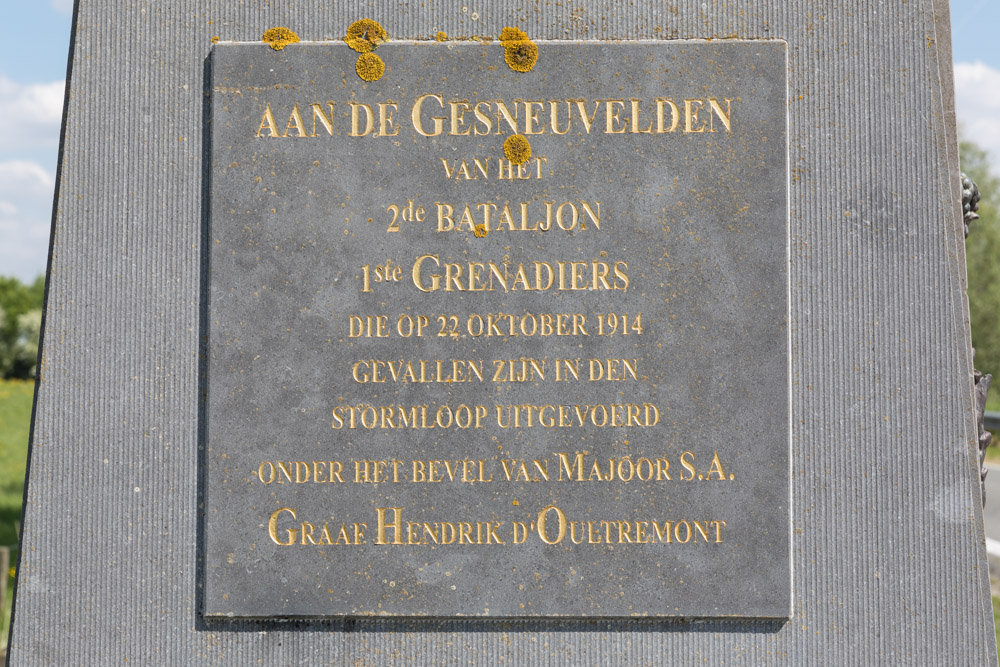 AAN DE GESNEUVELDEN
VAN HET
2de BATALJON
1ste GRENADIERS
DIE OP 22 OKTOBER 1914
GEVALLEN ZIJN IN DEN
STORMLOOP UITGEVOERD
ONDER HET BEVEL VAN MAJOOR S.A.
GRAAF HENDRIK D'OULTREMONT